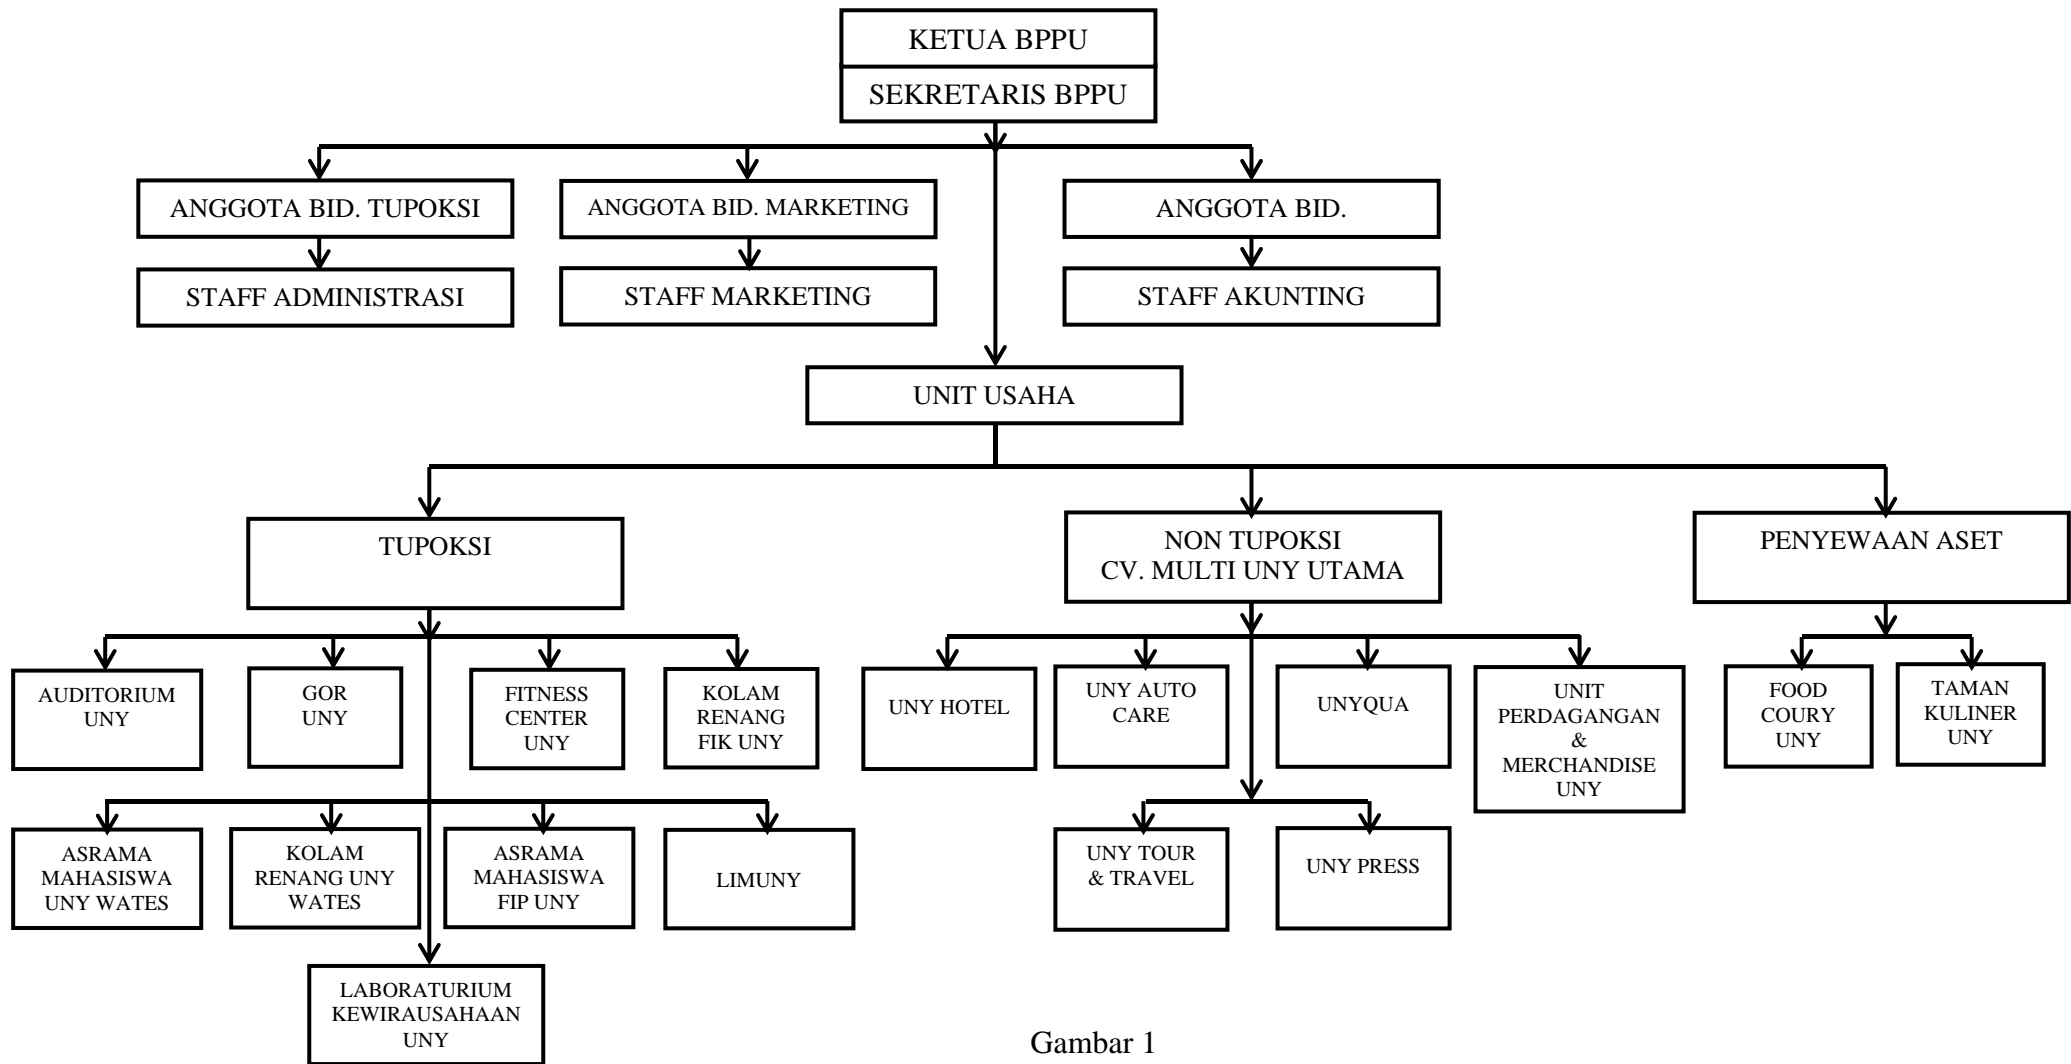 KETUA BPPU
SEKRETARIS BPPU
ANGGOTA BID. TUPOKSI
ANGGOTA BID. MARKETING
ANGGOTA BID.
STAFF ADMINISTRASI
STAFF MARKETING
STAFF AKUNTING
UNIT USAHA
TUPOKSI
NON TUPOKSI
CV. MULTI UNY UTAMA
PENYEWAAN ASET
AUDITORIUM
UNY
GOR
UNY
FITNESS
CENTER
UNY
KOLAM
RENANG
FIK UNY
UNY HOTEL
UNY AUTO
CARE
UNYQUA
UNIT
PERDAGANGAN
&
MERCHANDISE
UNY
FOOD
COURY
UNY
TAMAN
KULINER
UNY
ASRAMA
MAHASISWA
UNY WATES
KOLAM
RENANG UNY
WATES
ASRAMA
MAHASISWA
FIP UNY
LIMUNY
UNY TOUR
& TRAVEL
UNY PRESS
LABORATURIUM
KEWIRAUSAHAAN
UNY
Gambar 1